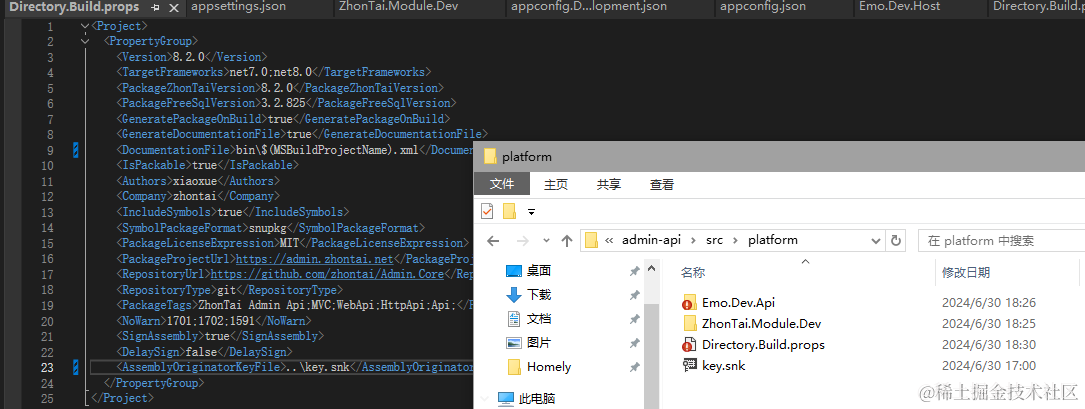 Directory.Build.props
appsettings.json
ZhonTai.Module.Dev
appconfig.D...lopment.json
appconfig.json
Emo.Dev.Host
Directory.Build.p
1 <Project>
2 <PropertyGroup>
3 <Version>8.2.0</Version>
4 <TargetFrameworks>net7.0;net8.0</TargetFrameworks>
5 <PackageZhonTaiVersion>8.2.0</PackageZhonTaiVersion>
6 <PackageFreeSqlVersion>3.2.825</PackageFreeSqlVersion>
7 <GeneratePackageOnBuild>true</GeneratePackageOnBuild>
8 <GenerateDocumentationFile>true</GenerateDocumentationFile>
9 <DocumentationFile>bin\$(MSBuildProjectName).xml</Docume
10 <IsPackable>true</IsPackable>
11 <Authors>xiaoxue</Authors>
12 <Company>zhontai</Company>
13 <IncludeSymbols>true</IncludeSymbols>
14 <SymbolPackageFormat>snupkg</SymbolPackageFormat>
15 <PackageLicenseExpression>MIT</PackageLicenseExpression>
16 <PackageProjectUrl>https://admin.zhontai.net</PackageProj
17 <RepositoryUrl>https://github.com/zhontai/Admin.Core</Rep
18 <RepositoryType>git</RepositoryType>
19 <PackageTags>ZhonTai Admin Api;MVC;WebApi;HttpApi;Api;</P
20 <NoWarn>1701;1702;1591</NoWarn>
21 <SignAssembly>true</SignAssembly>
22 <DelaySign>false</DelaySign>
23 <AssemblyOriginatorKeyFile>..\key.snk</AssemblyOriginator
24 </PropertyGroup>
25 </Project>
platform
文件 主页 共享 查看
« admin-api › src › platform
在 platform 中搜索
桌面
下载
文档
图片
Homely
此电脑
名称 修改日期
Emo.Dev.Api 2024/6/30 18:26
ZhonTai.Module.Dev 2024/6/30 18:25
Directory.Build.props 2024/6/30 18:30
key.snk 2024/6/30 17:00
@稀土掘金技术社区